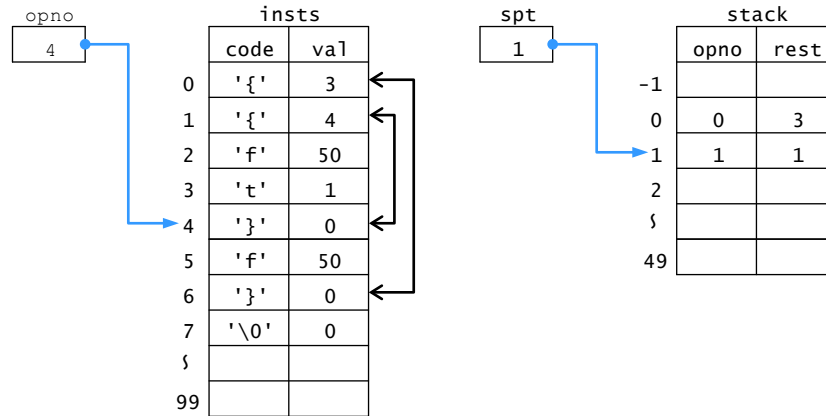 opno insts spt stack
4 code val 1 opno rest
0 '{' 3 -1
1 '{' 4 0 0 3
2 'f' 50 1 1 1
3 't' 1 2
4 '}' 0 ⸾
5 'f' 50 49
6 '}' 0
7 '\0' 0
⸾
99